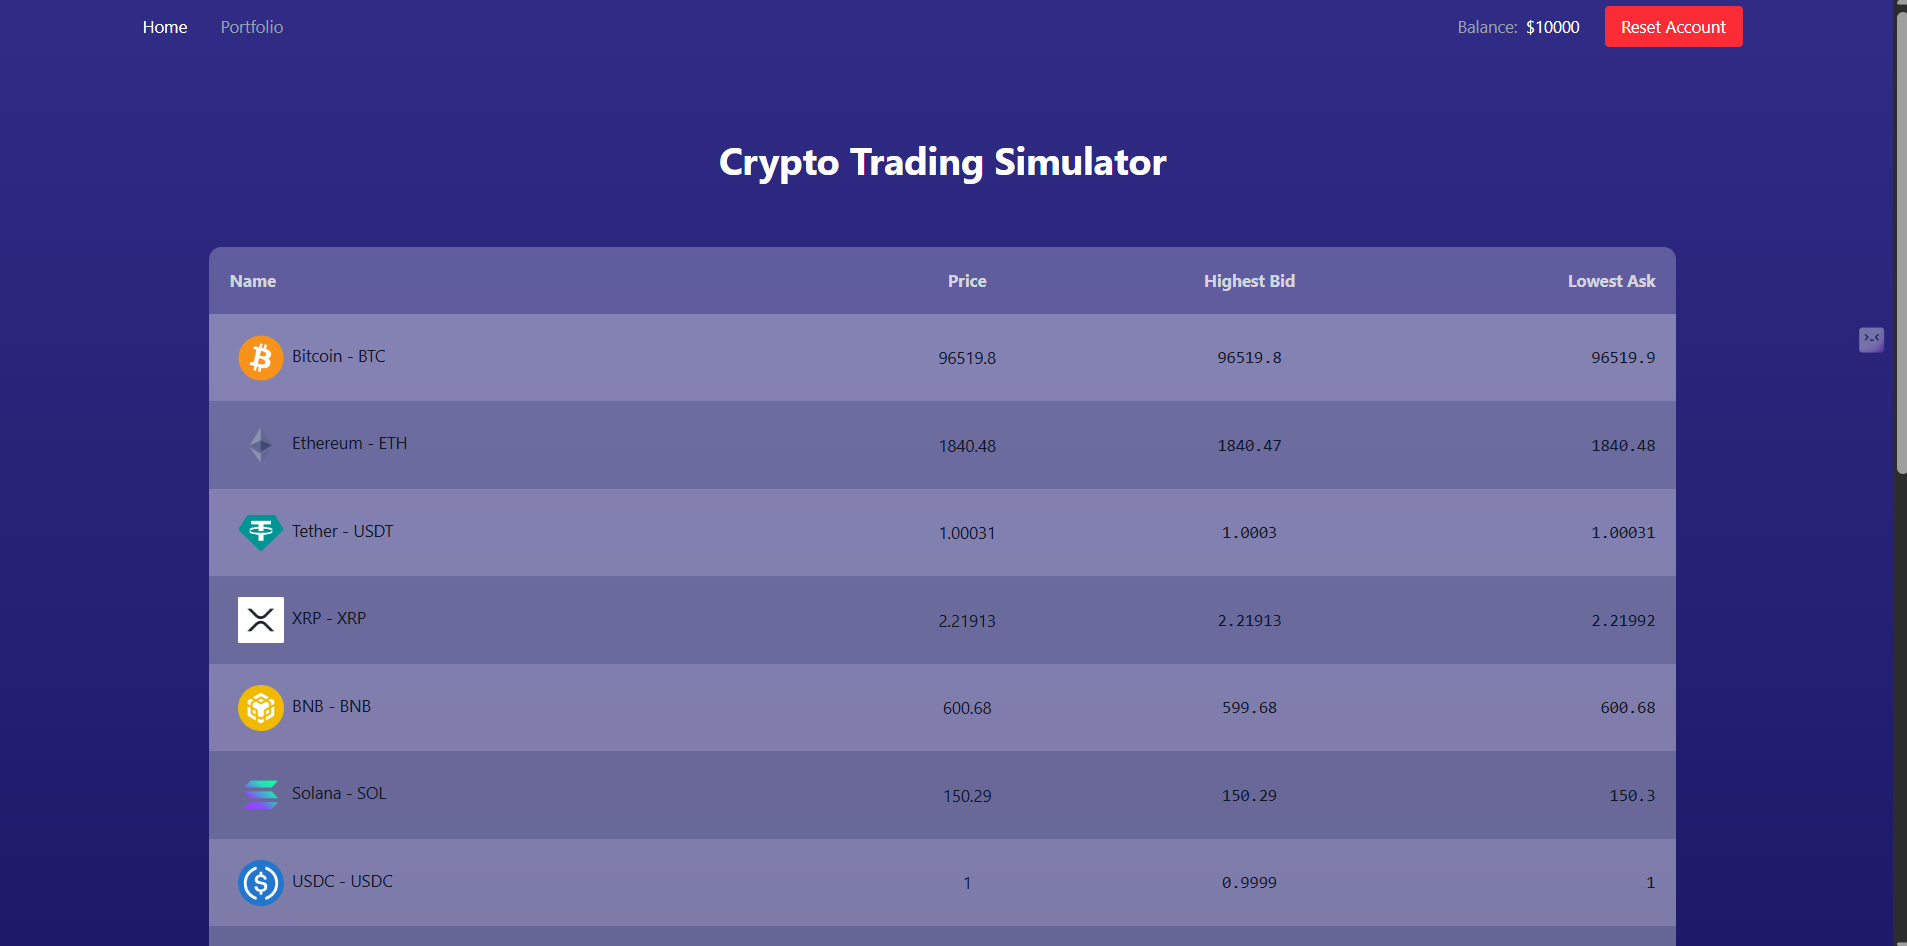 Home Portfolio Balance: $10000 Reset Account
Crypto Trading Simulator
Name Price Highest Bid Lowest Ask
Bitcoin - BTC 96519.8 96519.8 96519.9
Ethereum - ETH 1840.48 1840.47 1840.48
Tether - USDT 1.00031 1.0003 1.00031
XRP - XRP 2.21913 2.21913 2.21992
BNB - BNB 600.68 599.68 600.68
Solana - SOL 150.29 150.29 150.3
USDC - USDC 1 0.9999 1